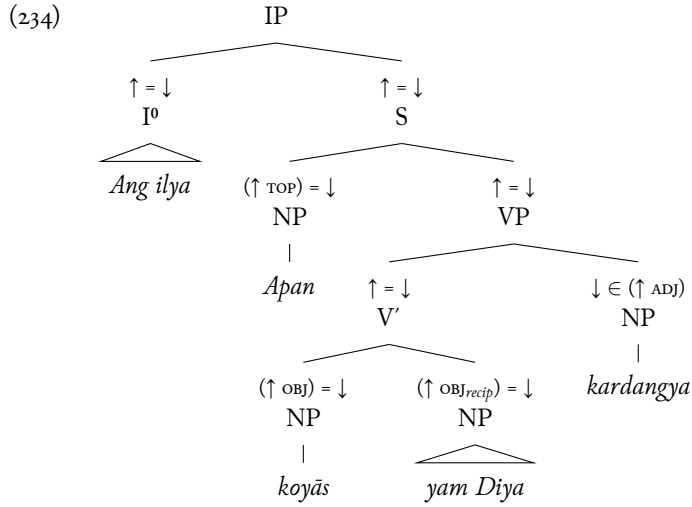 (234) IP
↑ = ↓ ↑ = ↓
I⁰ S
Ang ilya (↑ TOP) = ↓ ↑ = ↓
NP VP
Apan ↑ = ↓ ↓ ∈ (↑ ADJ)
V′ NP
(↑ OBJ) = ↓ (↑ OBJrecip) = ↓ kardangya
NP NP
koyās yam Diya